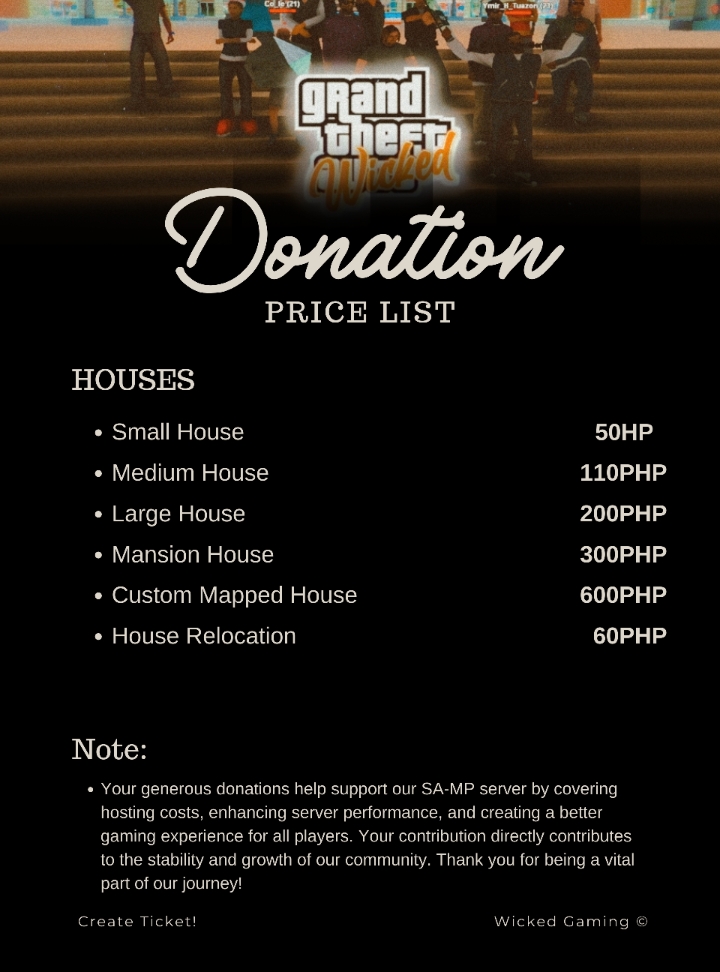 Co_fe (21)
Ymir_II_Tuazon (21)
grand
theft
Wicked
Donation
PRICE LIST
HOUSES
• Small House 50HP
• Medium House 110PHP
• Large House 200PHP
• Mansion House 300PHP
• Custom Mapped House 600PHP
• House Relocation 60PHP
Note:
• Your generous donations help support our SA-MP server by covering
hosting costs, enhancing server performance, and creating a better
gaming experience for all players. Your contribution directly contributes
to the stability and growth of our community. Thank you for being a vital
part of our journey!
Create Ticket! Wicked Gaming ©